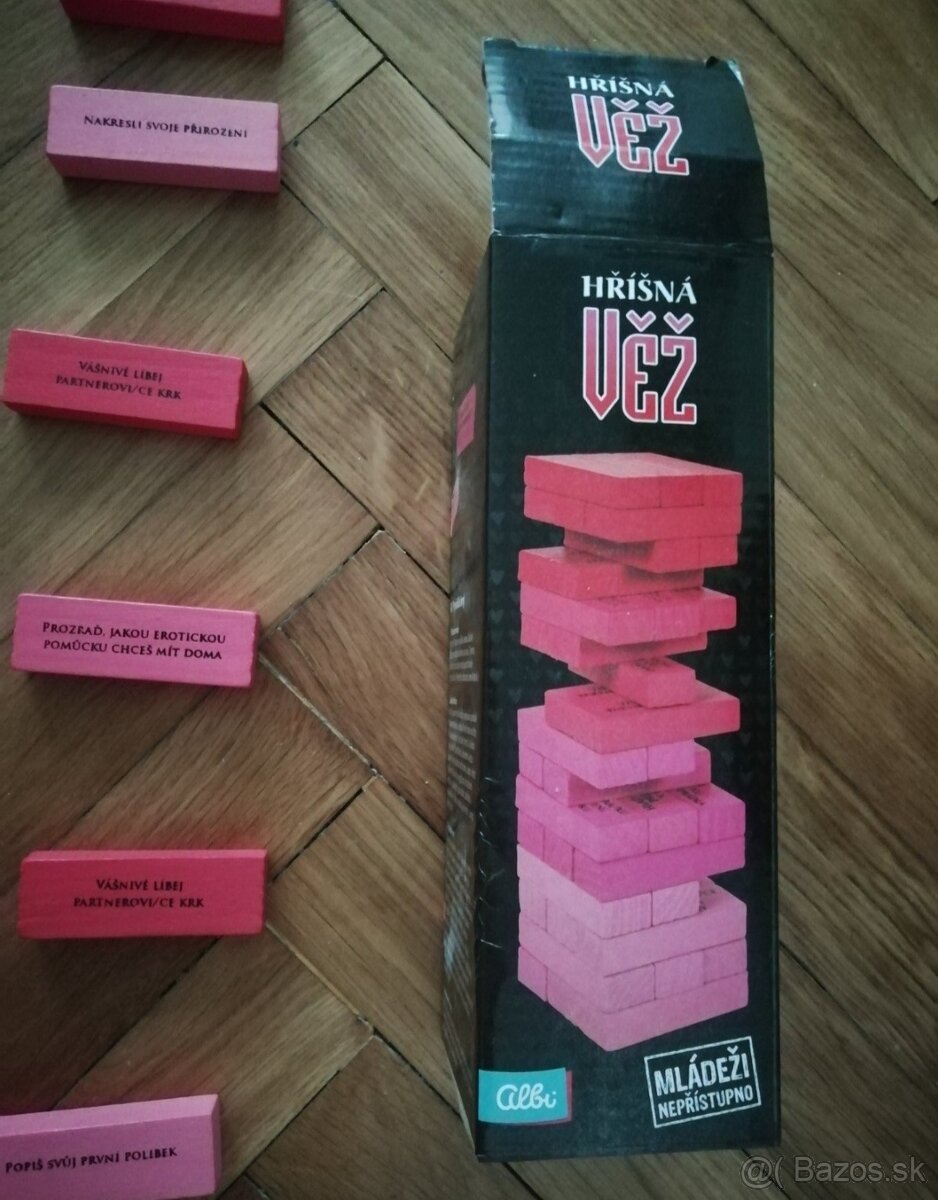 NAKRESLI SVOJE PŘIROZENÍ
VÁŠNIVĚ LÍBEJ
PARTNEROVI/CE KRK
PROZRAĎ, JAKOU EROTICKOU
POMŮCKU CHCEŠ MÍT DOMA
VÁŠNIVĚ LÍBEJ
PARTNEROVI/CE KRK
POPIŠ SVŮJ PRVNÍ POLIBEK
HŘÍŠNÁ
VĚŽ
HŘÍŠNÁ
VĚŽ
albi
MLÁDEŽI
NEPŘÍSTUPNO
@( Bazos.sk